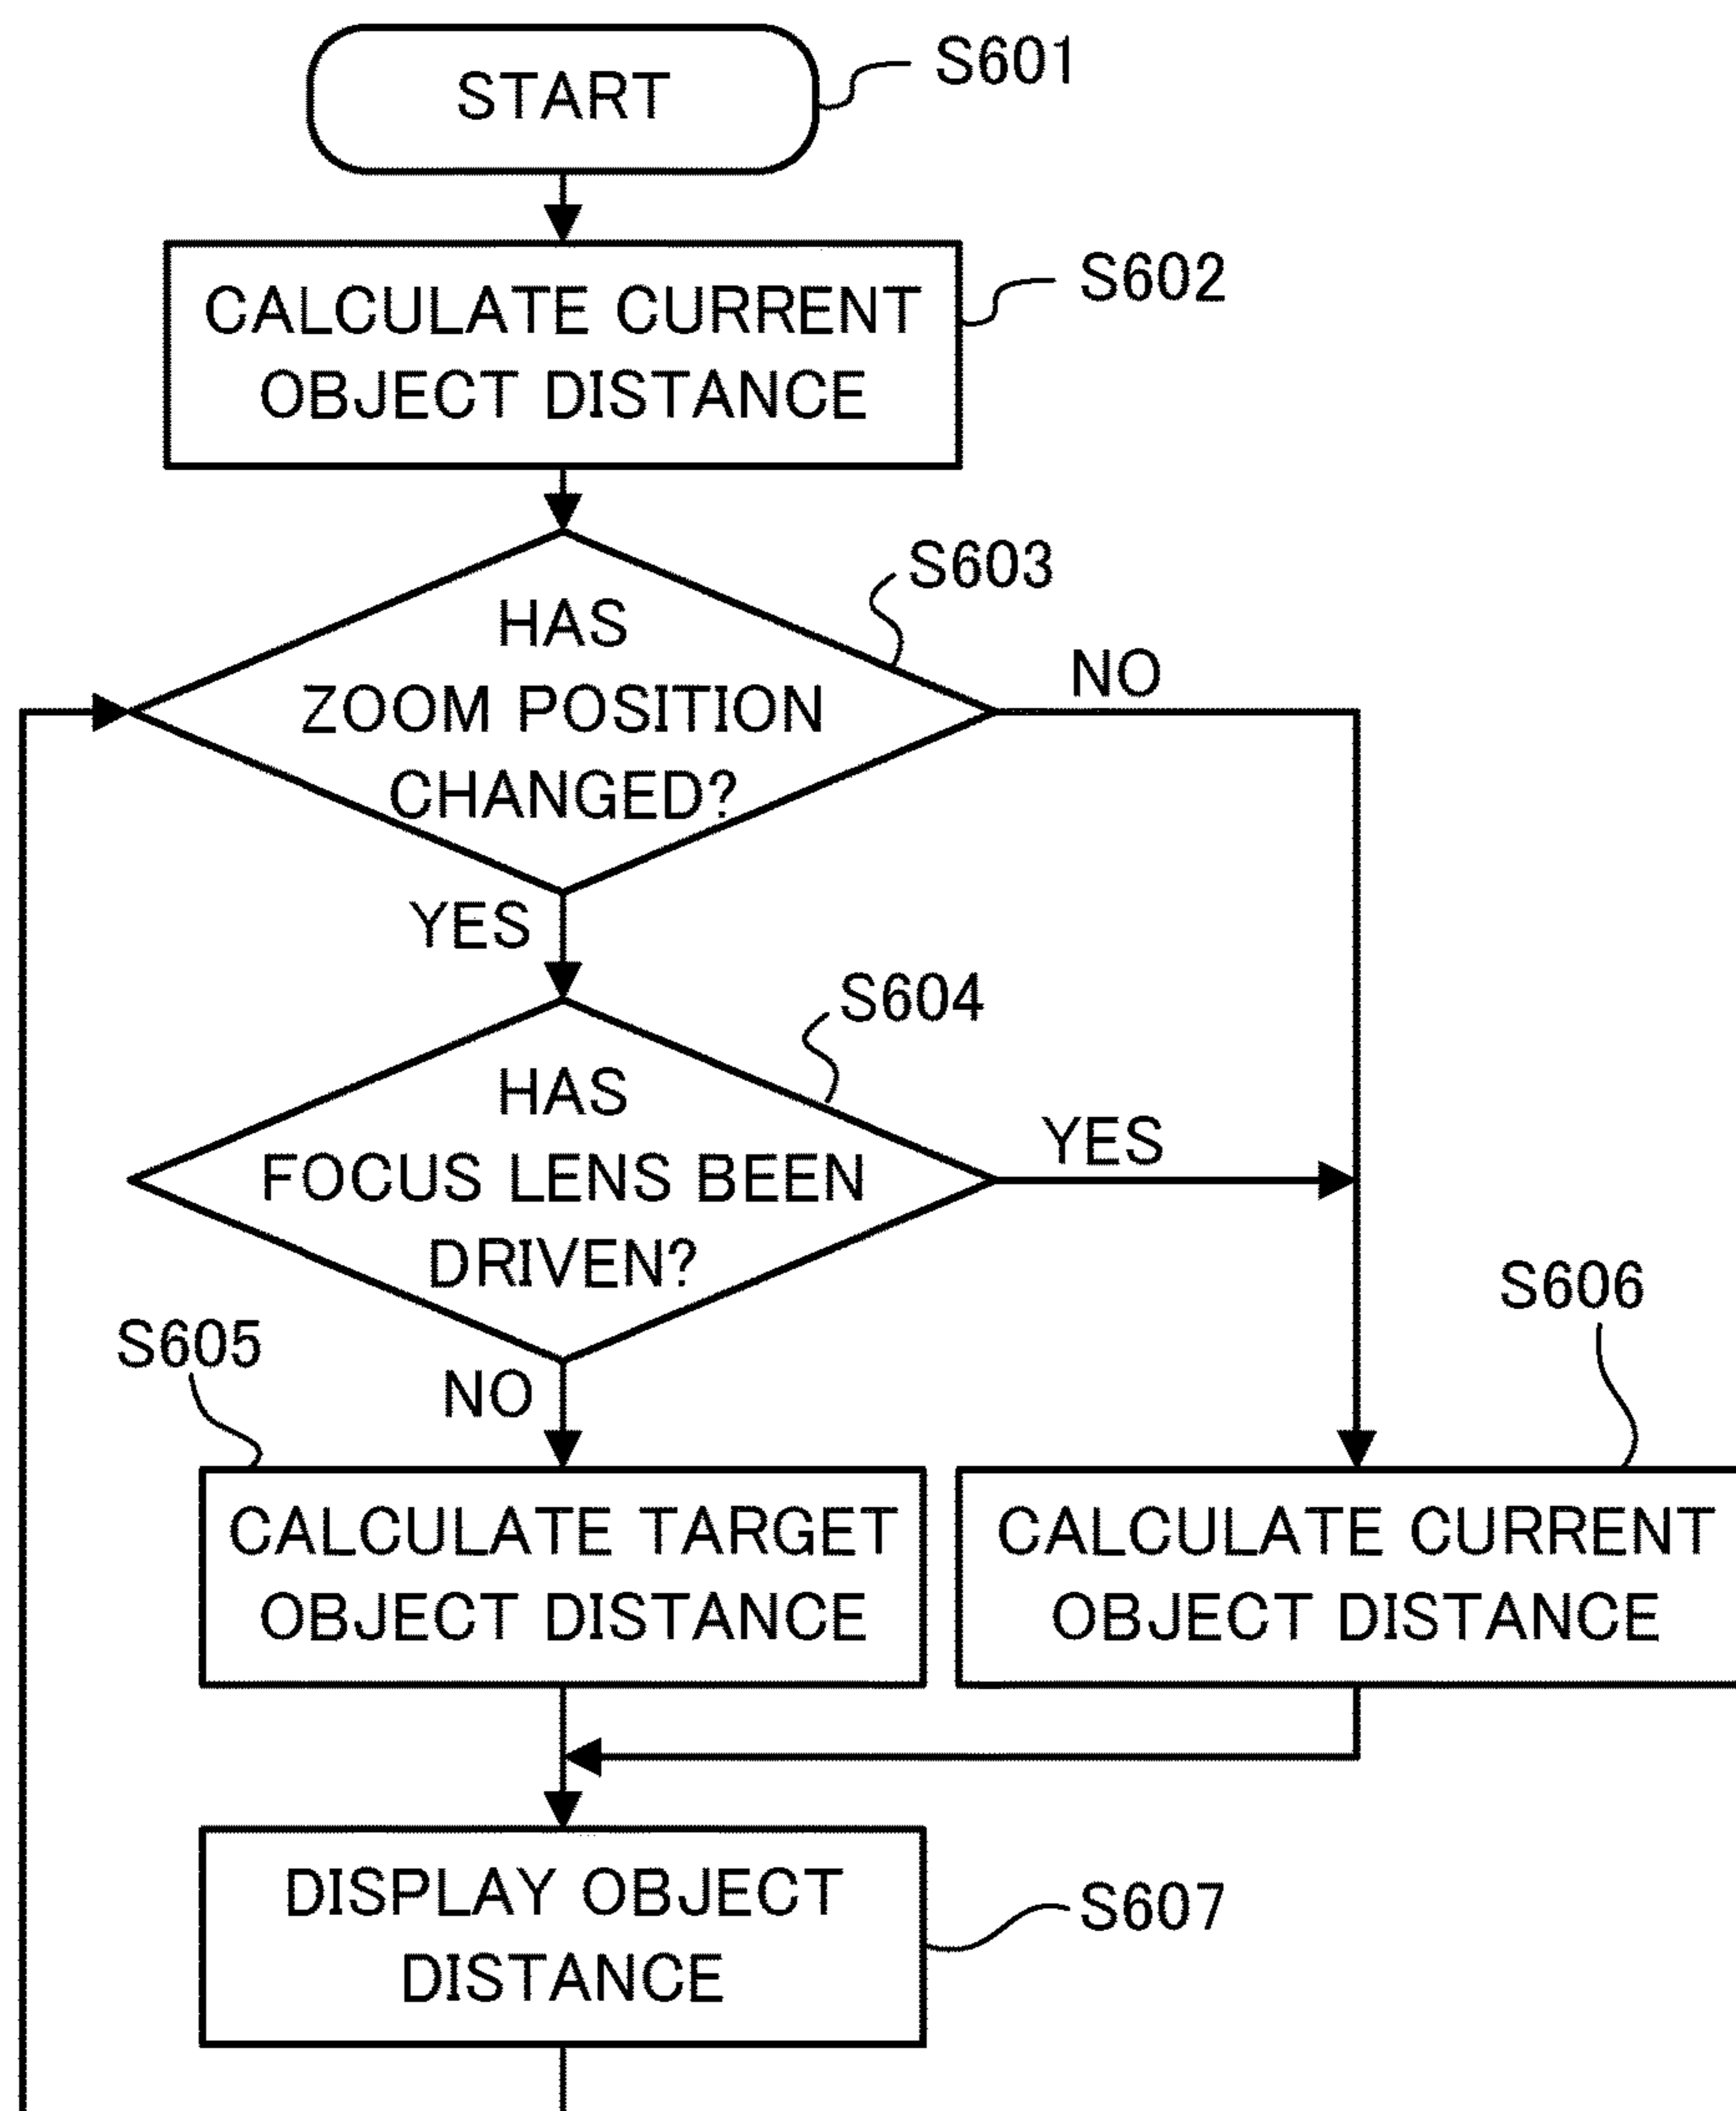 START
S601
CALCULATE CURRENT
OBJECT DISTANCE
S602
HAS
ZOOM POSITION
CHANGED?
S603
NO
YES
HAS
FOCUS LENS BEEN
DRIVEN?
S604
YES
NO
S605
CALCULATE TARGET
OBJECT DISTANCE
S606
CALCULATE CURRENT
OBJECT DISTANCE
DISPLAY OBJECT
DISTANCE
S607